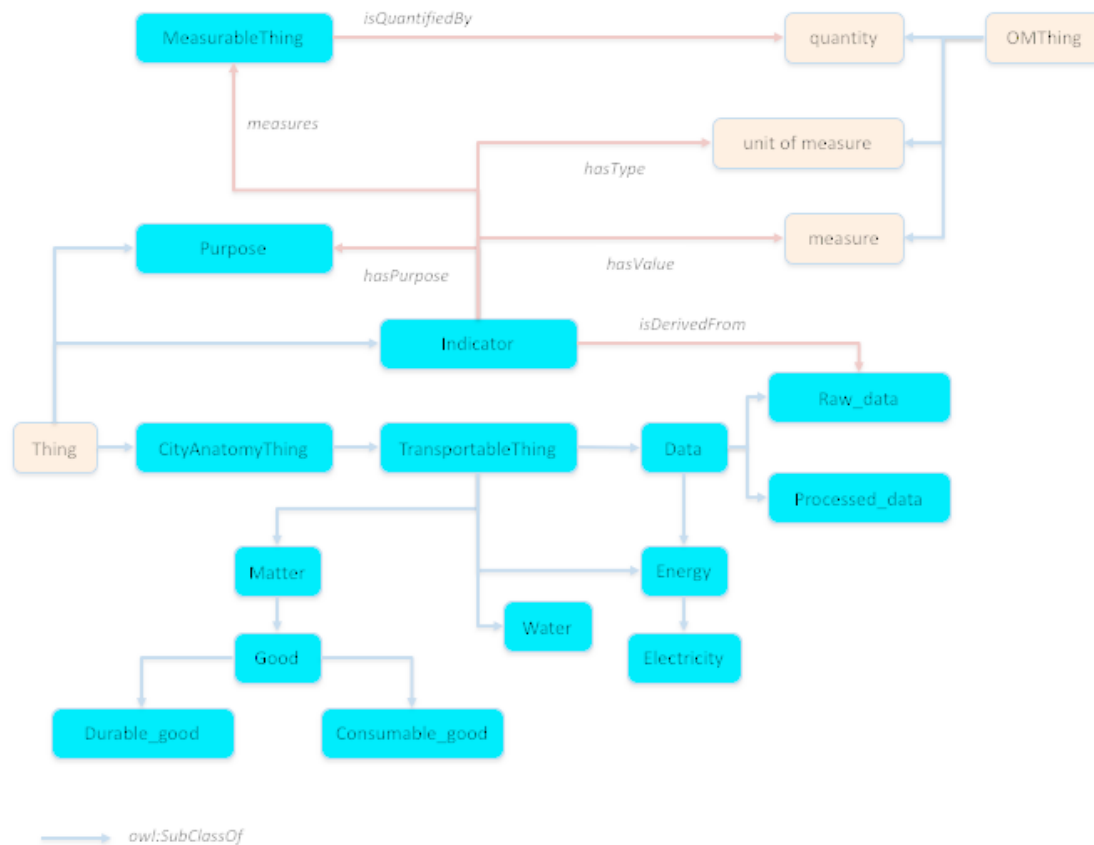 isQuantifiedBy
MeasurableThing
quantity
OMThing
measures
unit of measure
hasType
Purpose
measure
hasPurpose
hasValue
isDerivedFrom
Indicator
Raw_data
Thing
CityAnatomyThing
TransportableThing
Data
Processed_data
Matter
Energy
Water
Good
Electricity
Durable_good
Consumable_good
owl:SubClassOf